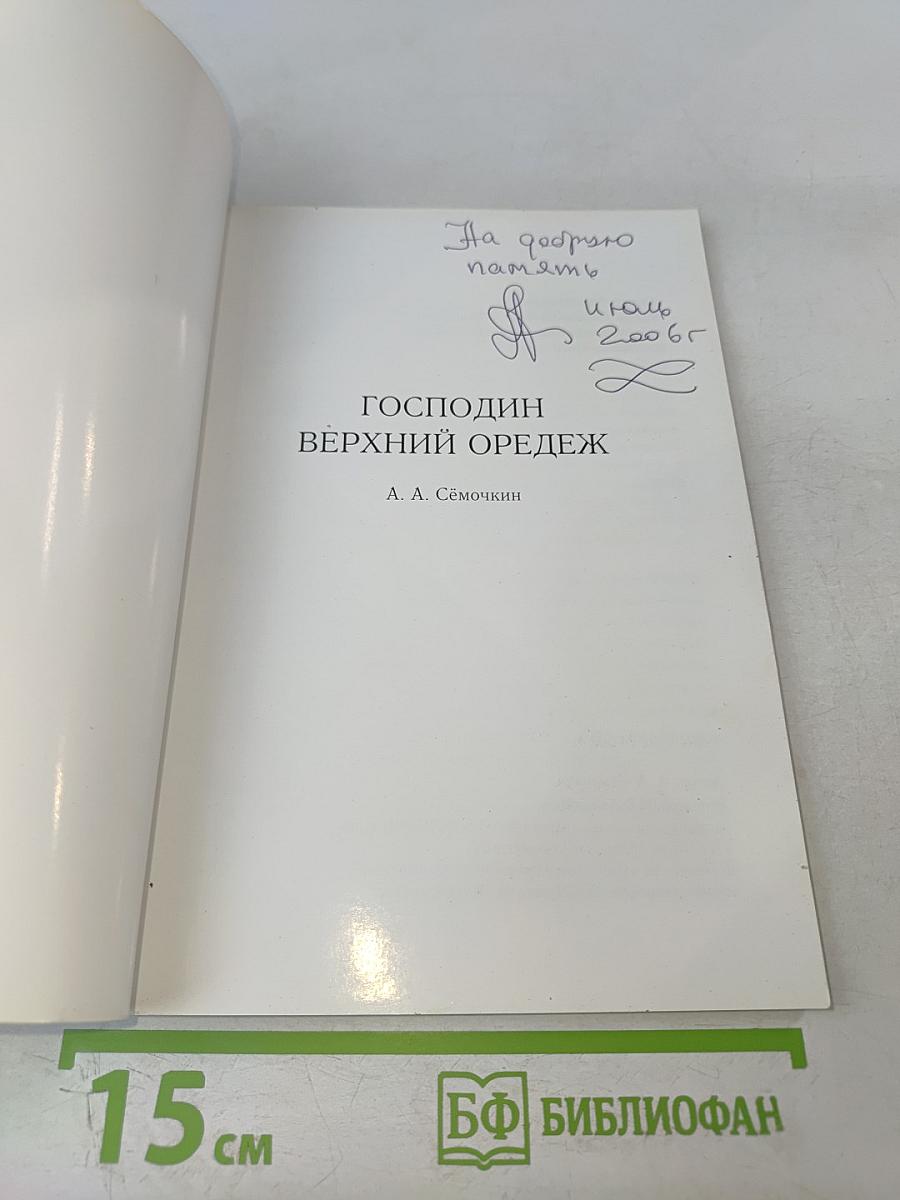 На добрую
память
июль
2006г
ГОСПОДИН
ВЕРХНИЙ ОРЕДЕЖ
А. А. Сёмочкин
15 см
БФ БИБЛИОФАН